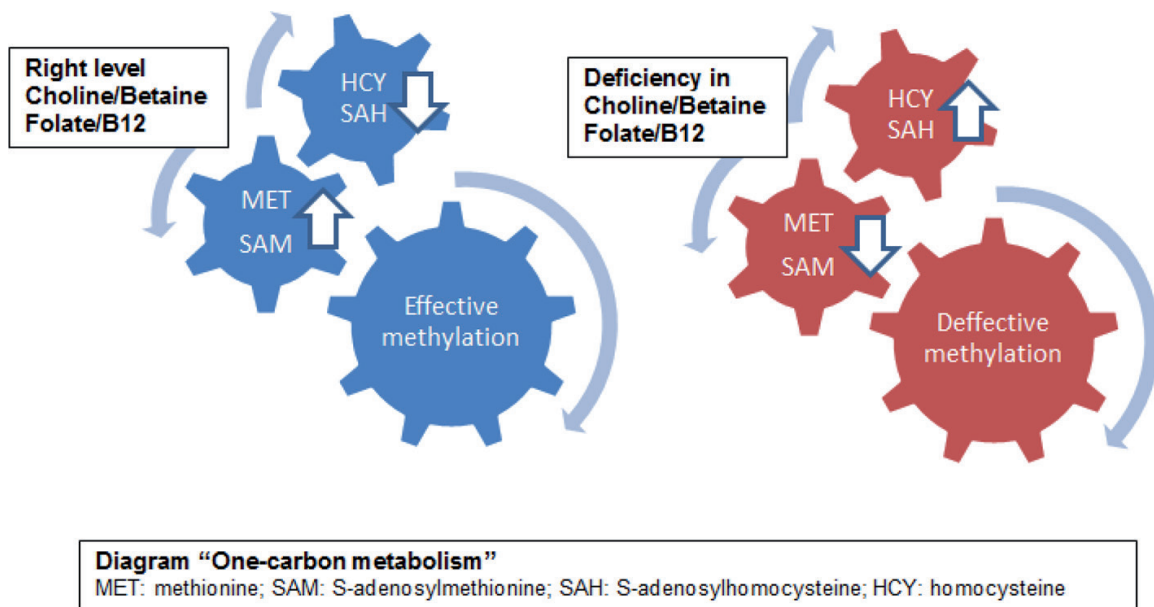 Right level
Choline/Betaine
Folate/B12
HCY
SAH
MET
SAM
Effective
methylation
Deficiency in
Choline/Betaine
Folate/B12
HCY
SAH
MET
SAM
Deffective
methylation
Diagram “One-carbon metabolism”
MET: methionine; SAM: S-adenosylmethionine; SAH: S-adenosylhomocysteine; HCY: homocysteine